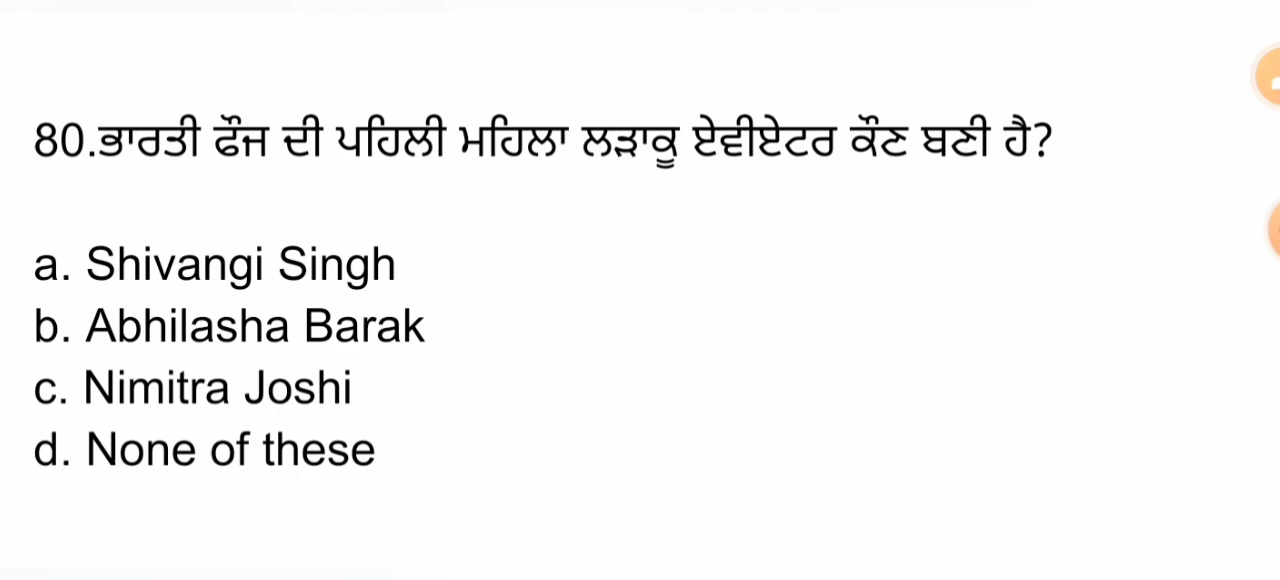 80.ਭਾਰਤੀ ਫੌਜ ਦੀ ਪਹਿਲੀ ਮਹਿਲਾ ਲੜਾਕੂ ਏਵੀਏਟਰ ਕੌਣ ਬਣੀ ਹੈ?
a. Shivangi Singh
b. Abhilasha Barak
c. Nimitra Joshi
d. None of these